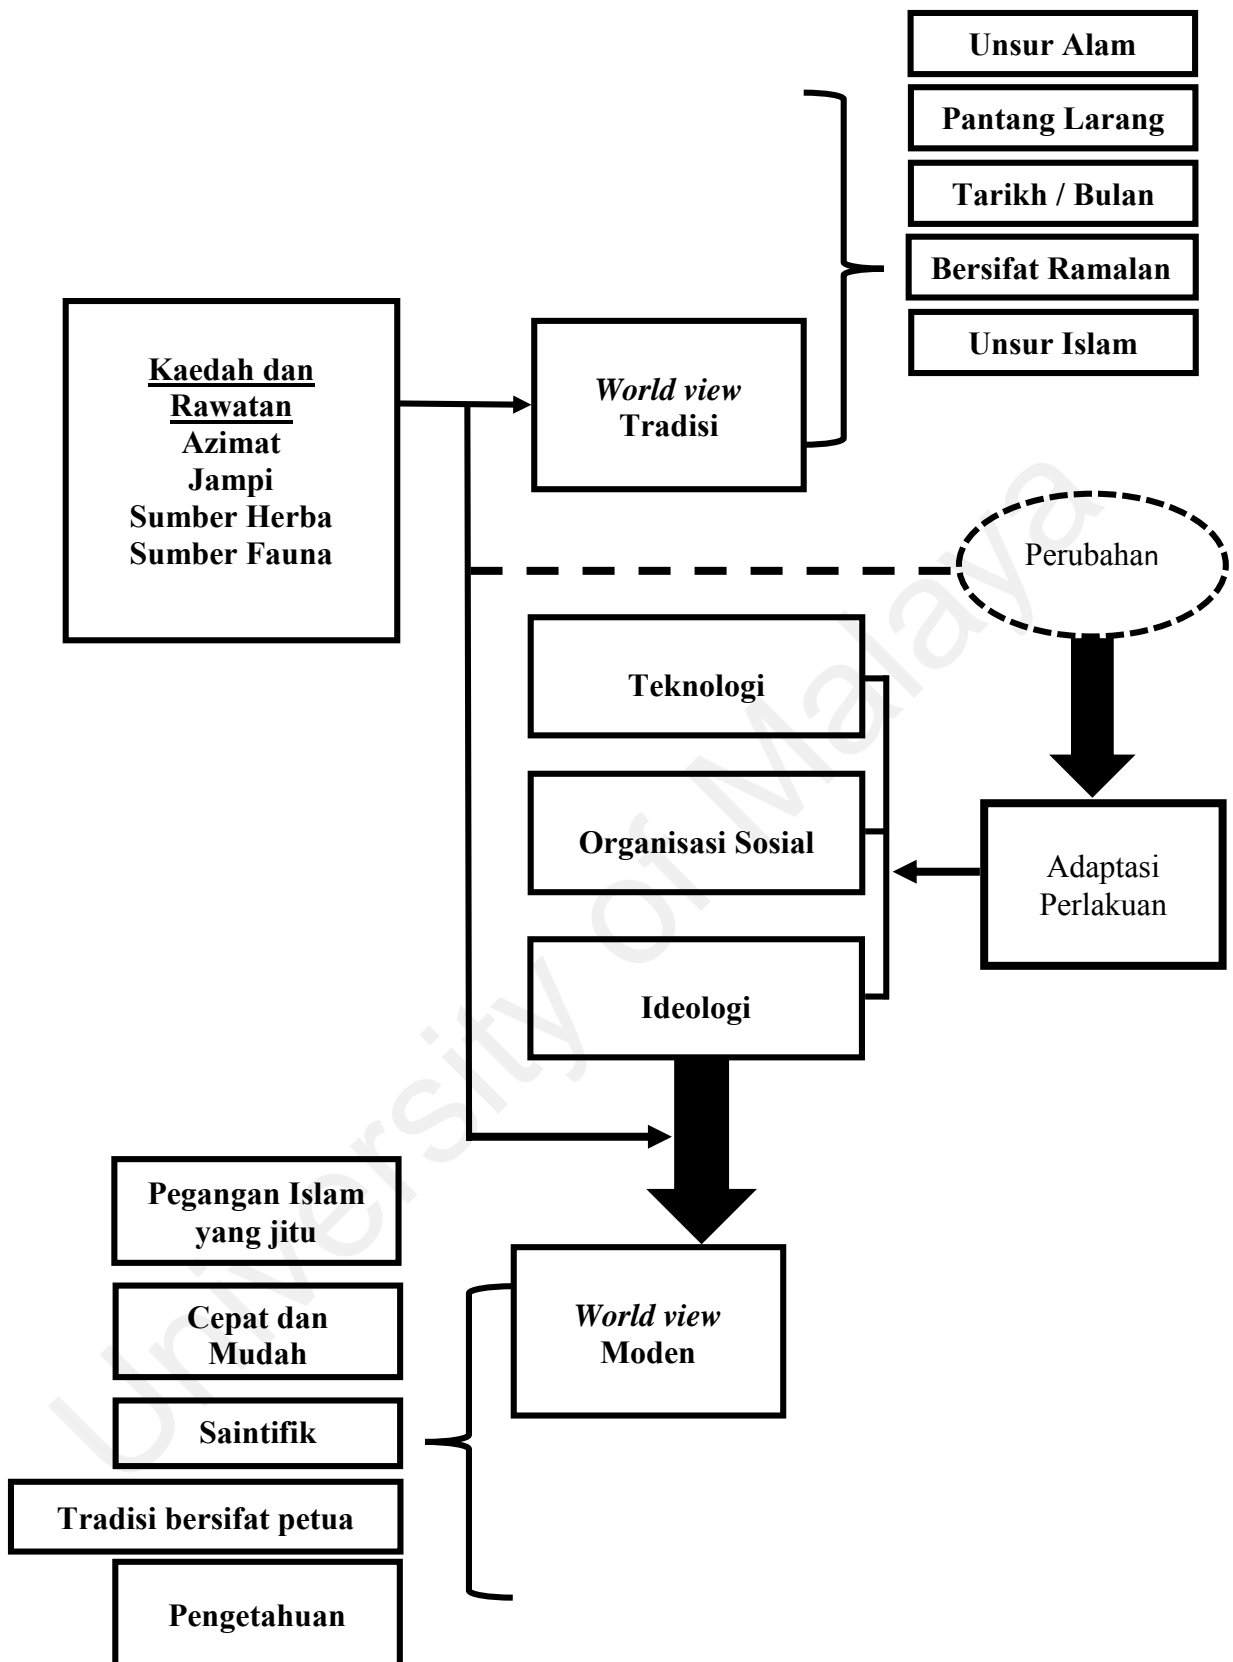 Unsur Alam
Pantang Larang
Tarikh / Bulan
Bersifat Ramalan
Unsur Islam
Kaedah dan
Rawatan
Azimat
Jampi
Sumber Herba
Sumber Fauna
World view
Tradisi
Perubahan
Teknologi
Organisasi Sosial
Ideologi
Adaptasi
Perlakuan
Pegangan Islam
yang jitu
Cepat dan
Mudah
Saintifik
Tradisi bersifat petua
Pengetahuan
World view
Moden
University of Malaya